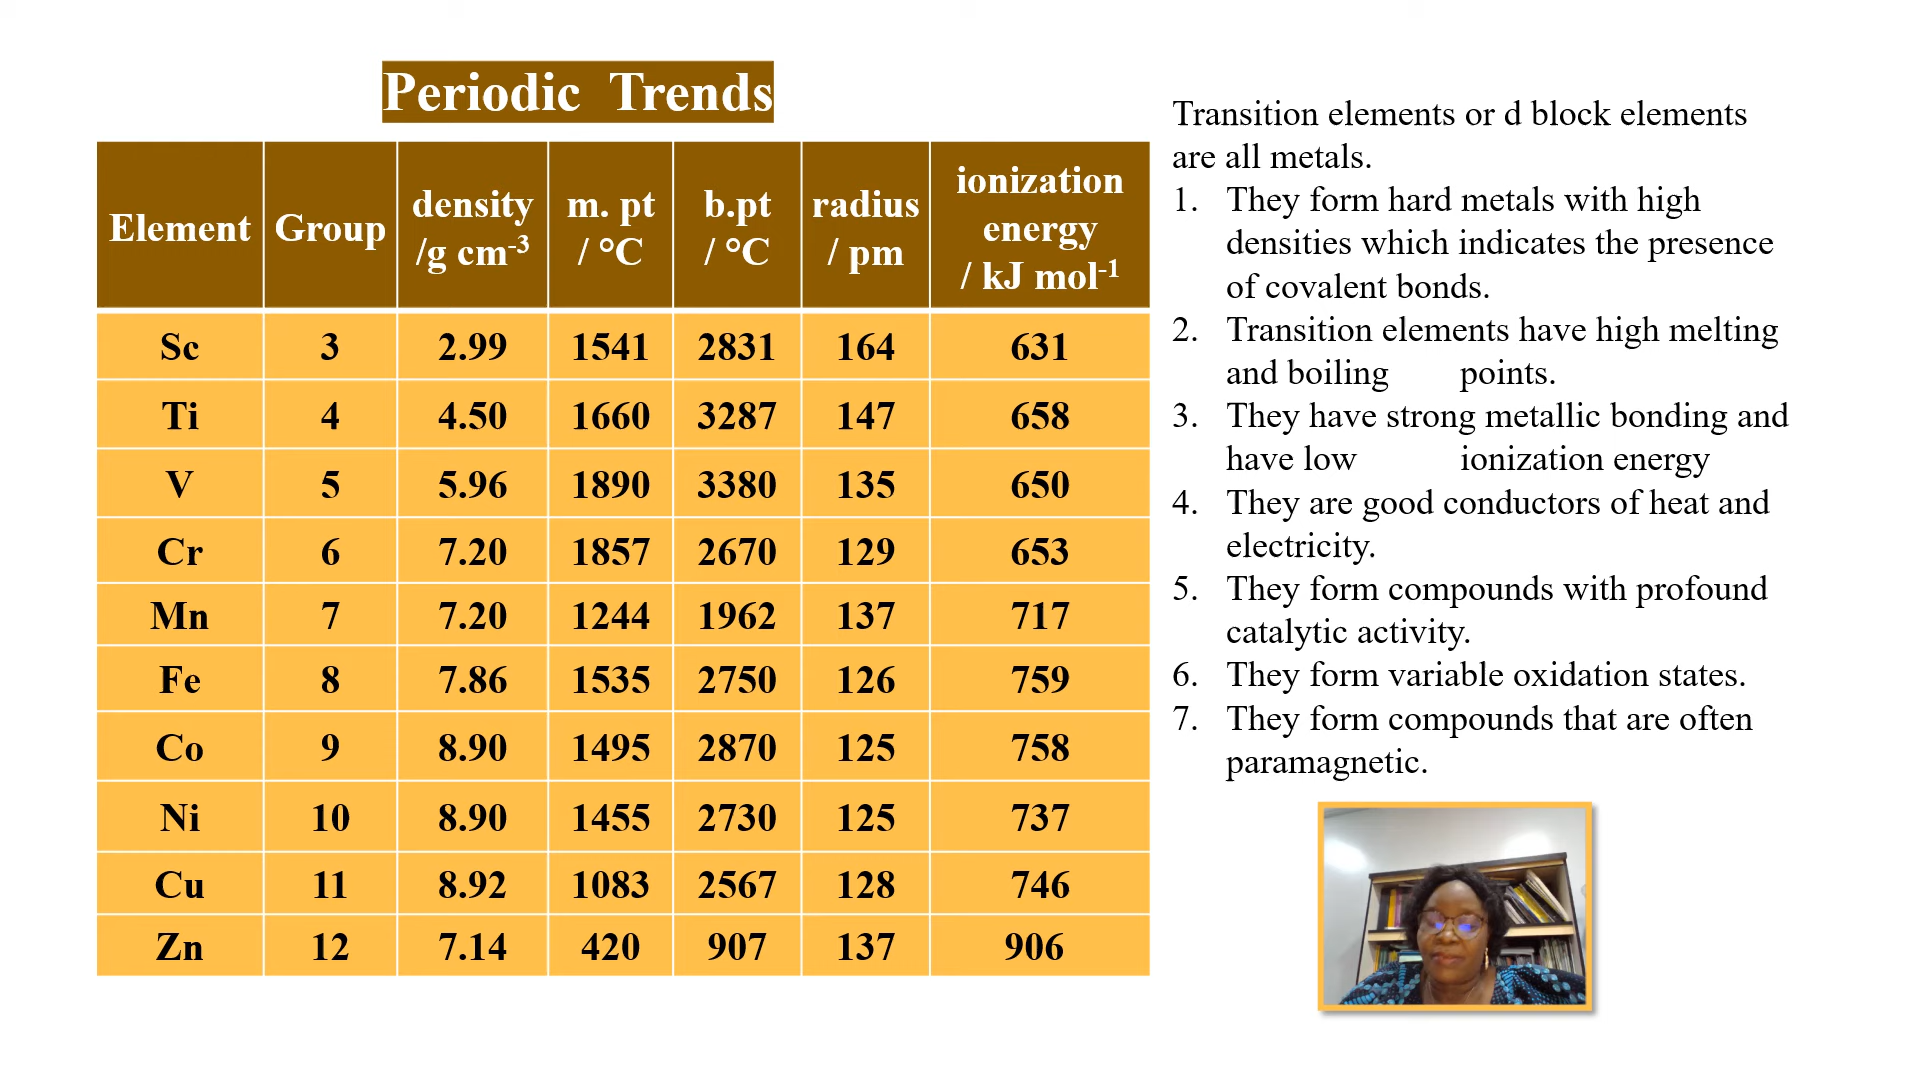 Periodic Trends
Element Group density /g cm⁻³ m. pt / °C b.pt / °C radius / pm ionization energy / kJ mol⁻¹
Sc 3 2.99 1541 2831 164 631
Ti 4 4.50 1660 3287 147 658
V 5 5.96 1890 3380 135 650
Cr 6 7.20 1857 2670 129 653
Mn 7 7.20 1244 1962 137 717
Fe 8 7.86 1535 2750 126 759
Co 9 8.90 1495 2870 125 758
Ni 10 8.90 1455 2730 125 737
Cu 11 8.92 1083 2567 128 746
Zn 12 7.14 420 907 137 906
Transition elements or d block elements
are all metals.
1. They form hard metals with high
densities which indicates the presence
of covalent bonds.
2. Transition elements have high melting
and boiling points.
3. They have strong metallic bonding and
have low ionization energy
4. They are good conductors of heat and
electricity.
5. They form compounds with profound
catalytic activity.
6. They form variable oxidation states.
7. They form compounds that are often
paramagnetic.